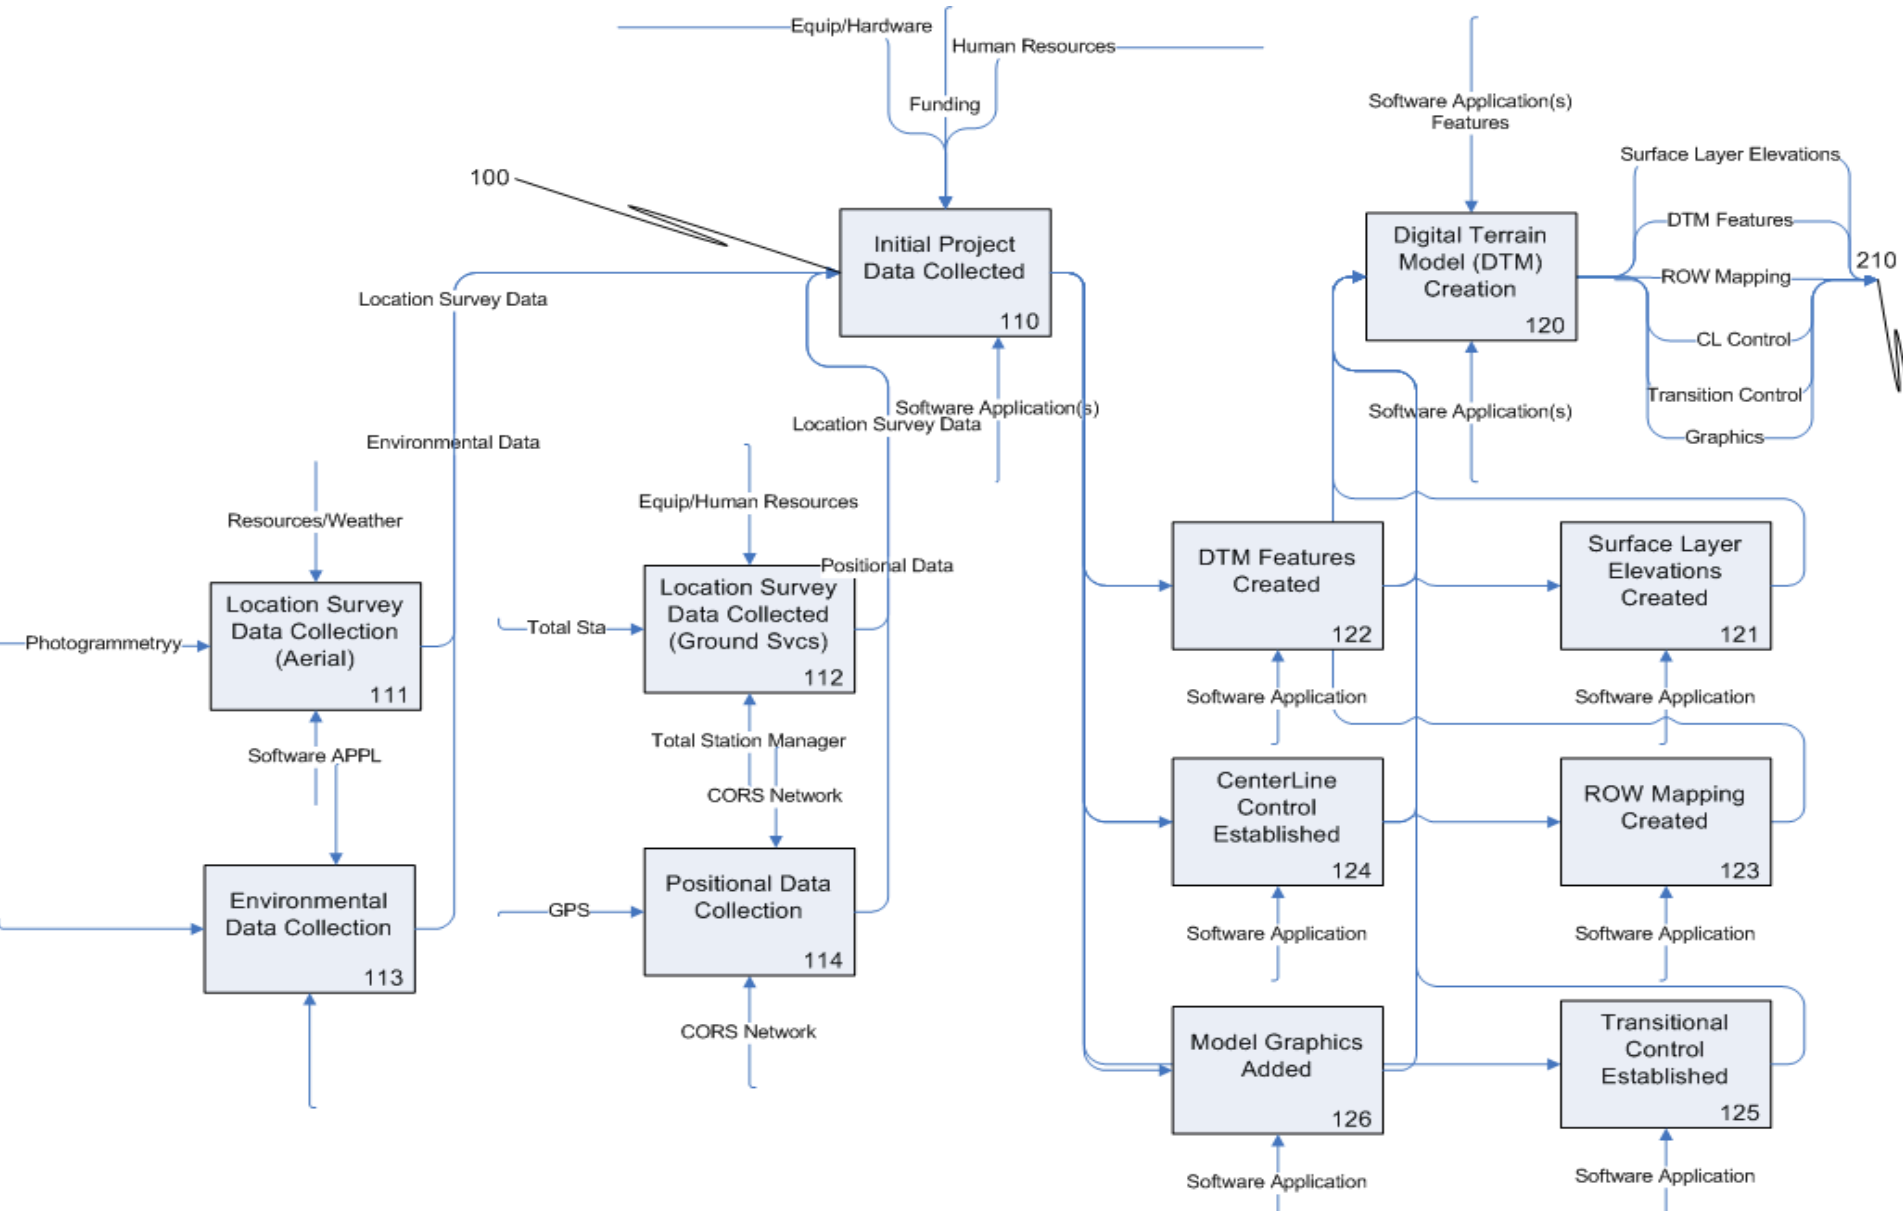 Equip/Hardware
Human Resources
Funding
Software Application(s)
Features
Surface Layer Elevations
100
DTM Features
Initial Project
Data Collected
110
Digital Terrain
Model (DTM)
Creation
120
210
ROW Mapping
Location Survey Data
CL Control
Transition Control
Software Application(s)
Location Survey Data
Software Application(s)
Graphics
Environmental Data
Equip/Human Resources
Resources/Weather
Positional Data
DTM Features
Created
122
Surface Layer
Elevations
Created
121
Photogrammetryy
Location Survey
Data Collection
(Aerial)
111
Total Sta
Location Survey
Data Collected
(Ground Svcs)
112
Software Application
Software Application
Software APPL
Total Station Manager
CORS Network
CenterLine
Control
Established
124
ROW Mapping
Created
123
Environmental
Data Collection
113
GPS
Positional Data
Collection
114
Software Application
Software Application
CORS Network
Model Graphics
Added
126
Transitional
Control
Established
125
Software Application
Software Application